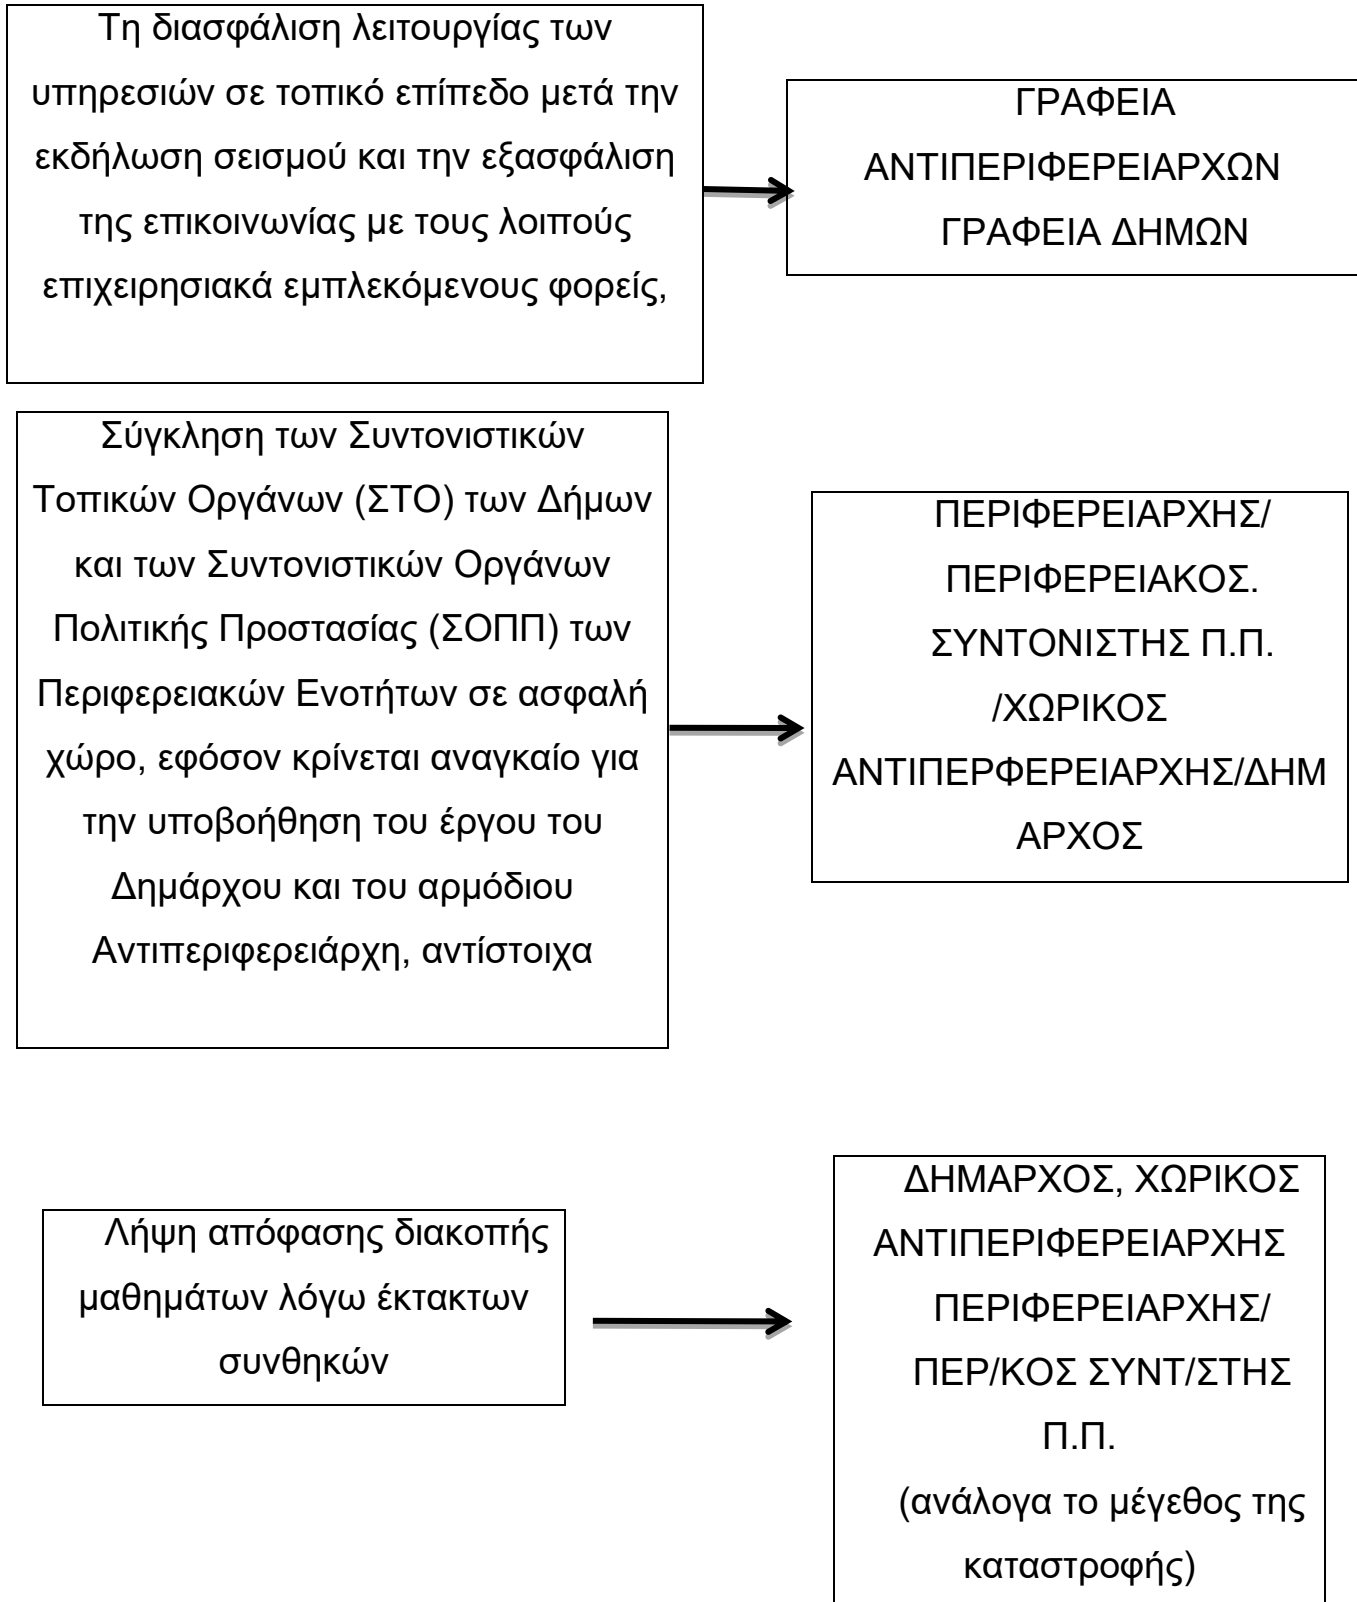 Τη διασφάλιση λειτουργίας των
υπηρεσιών σε τοπικό επίπεδο μετά την
εκδήλωση σεισμού και την εξασφάλιση
της επικοινωνίας με τους λοιπούς
επιχειρησιακά εμπλεκόμενους φορείς,
ΓΡΑΦΕΙΑ
ΑΝΤΙΠΕΡΙΦΕΡΕΙΑΡΧΩΝ
ΓΡΑΦΕΙΑ ΔΗΜΩΝ
Σύγκληση των Συντονιστικών
Τοπικών Οργάνων (ΣΤΟ) των Δήμων
και των Συντονιστικών Οργάνων
Πολιτικής Προστασίας (ΣΟΠΠ) των
Περιφερειακών Ενοτήτων σε ασφαλή
χώρο, εφόσον κρίνεται αναγκαίο για
την υποβοήθηση του έργου του
Δημάρχου και του αρμόδιου
Αντιπεριφερειάρχη, αντίστοιχα
ΠΕΡΙΦΕΡΕΙΑΡΧΗΣ/
ΠΕΡΙΦΕΡΕΙΑΚΟΣ.
ΣΥΝΤΟΝΙΣΤΗΣ Π.Π.
/ΧΩΡΙΚΟΣ
ΑΝΤΙΠΕΡΦΕΡΕΙΑΡΧΗΣ/ΔΗΜ
ΑΡΧΟΣ
Λήψη απόφασης διακοπής
μαθημάτων λόγω έκτακτων
συνθηκών
ΔΗΜΑΡΧΟΣ, ΧΩΡΙΚΟΣ
ΑΝΤΙΠΕΡΙΦΕΡΕΙΑΡΧΗΣ
ΠΕΡΙΦΕΡΕΙΑΡΧΗΣ/
ΠΕΡ/ΚΟΣ ΣΥΝΤ/ΣΤΗΣ
Π.Π.
(ανάλογα το μέγεθος της
καταστροφής)